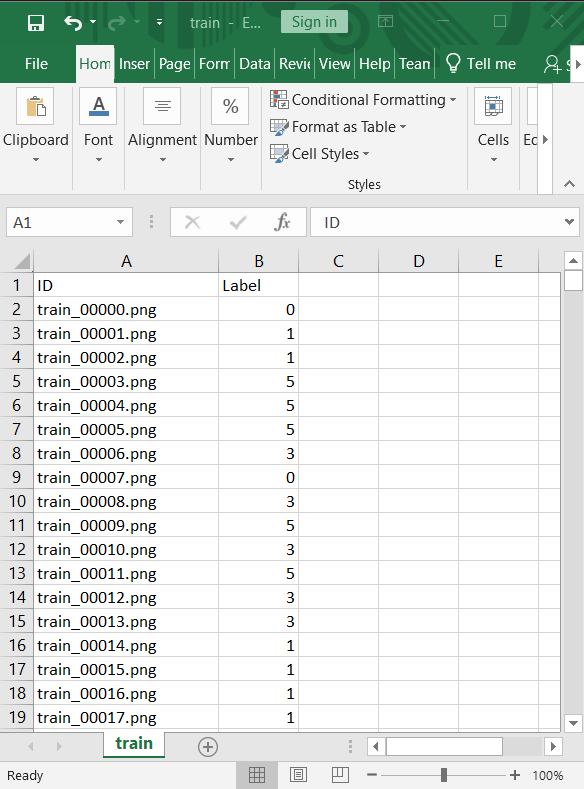 train - E...
Sign in
File Hom Inser Page Forn Data Revie View Help Tean Tell me S
Clipboard
Font
Alignment
%
Number
Conditional Formatting
Format as Table
Cell Styles
Styles
Cells
Ec
A1
fx
ID
A B C D E
1 ID Label
2 train_00000.png 0
3 train_00001.png 1
4 train_00002.png 1
5 train_00003.png 5
6 train_00004.png 5
7 train_00005.png 5
8 train_00006.png 3
9 train_00007.png 0
10 train_00008.png 3
11 train_00009.png 5
12 train_00010.png 3
13 train_00011.png 5
14 train_00012.png 3
15 train_00013.png 3
16 train_00014.png 1
17 train_00015.png 1
18 train_00016.png 1
19 train_00017.png 1
train
Ready
100%